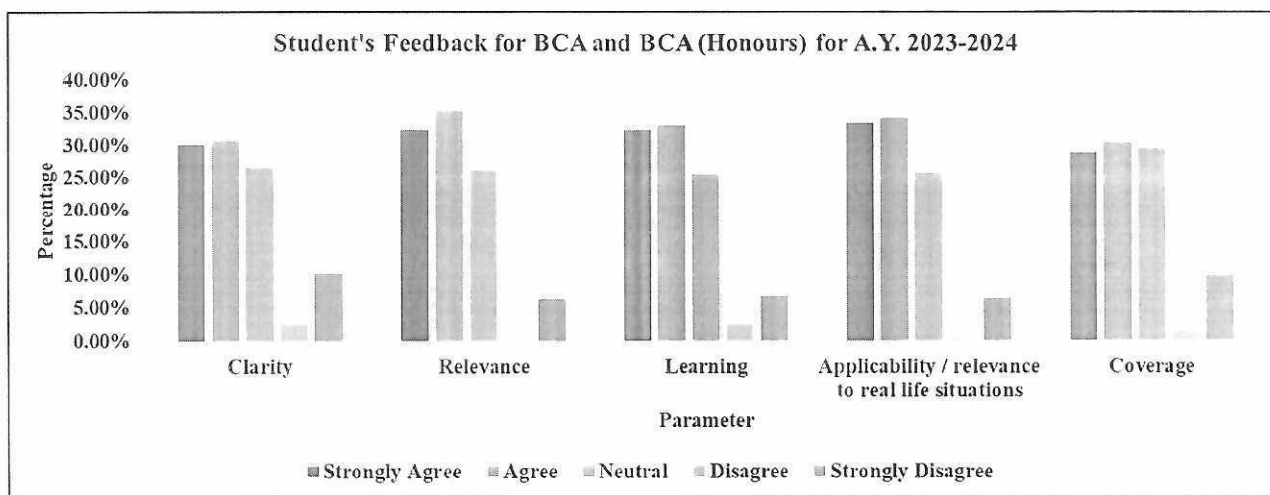 Student's Feedback for BCA and BCA (Honours) for A.Y. 2023-2024
40.00%
35.00%
30.00%
25.00%
20.00%
15.00%
10.00%
5.00%
0.00%
Percentage
Clarity
Relevance
Learning
Applicability / relevance
to real life situations
Coverage
Parameter
Strongly Agree
Agree
Neutral
Disagree
Strongly Disagree